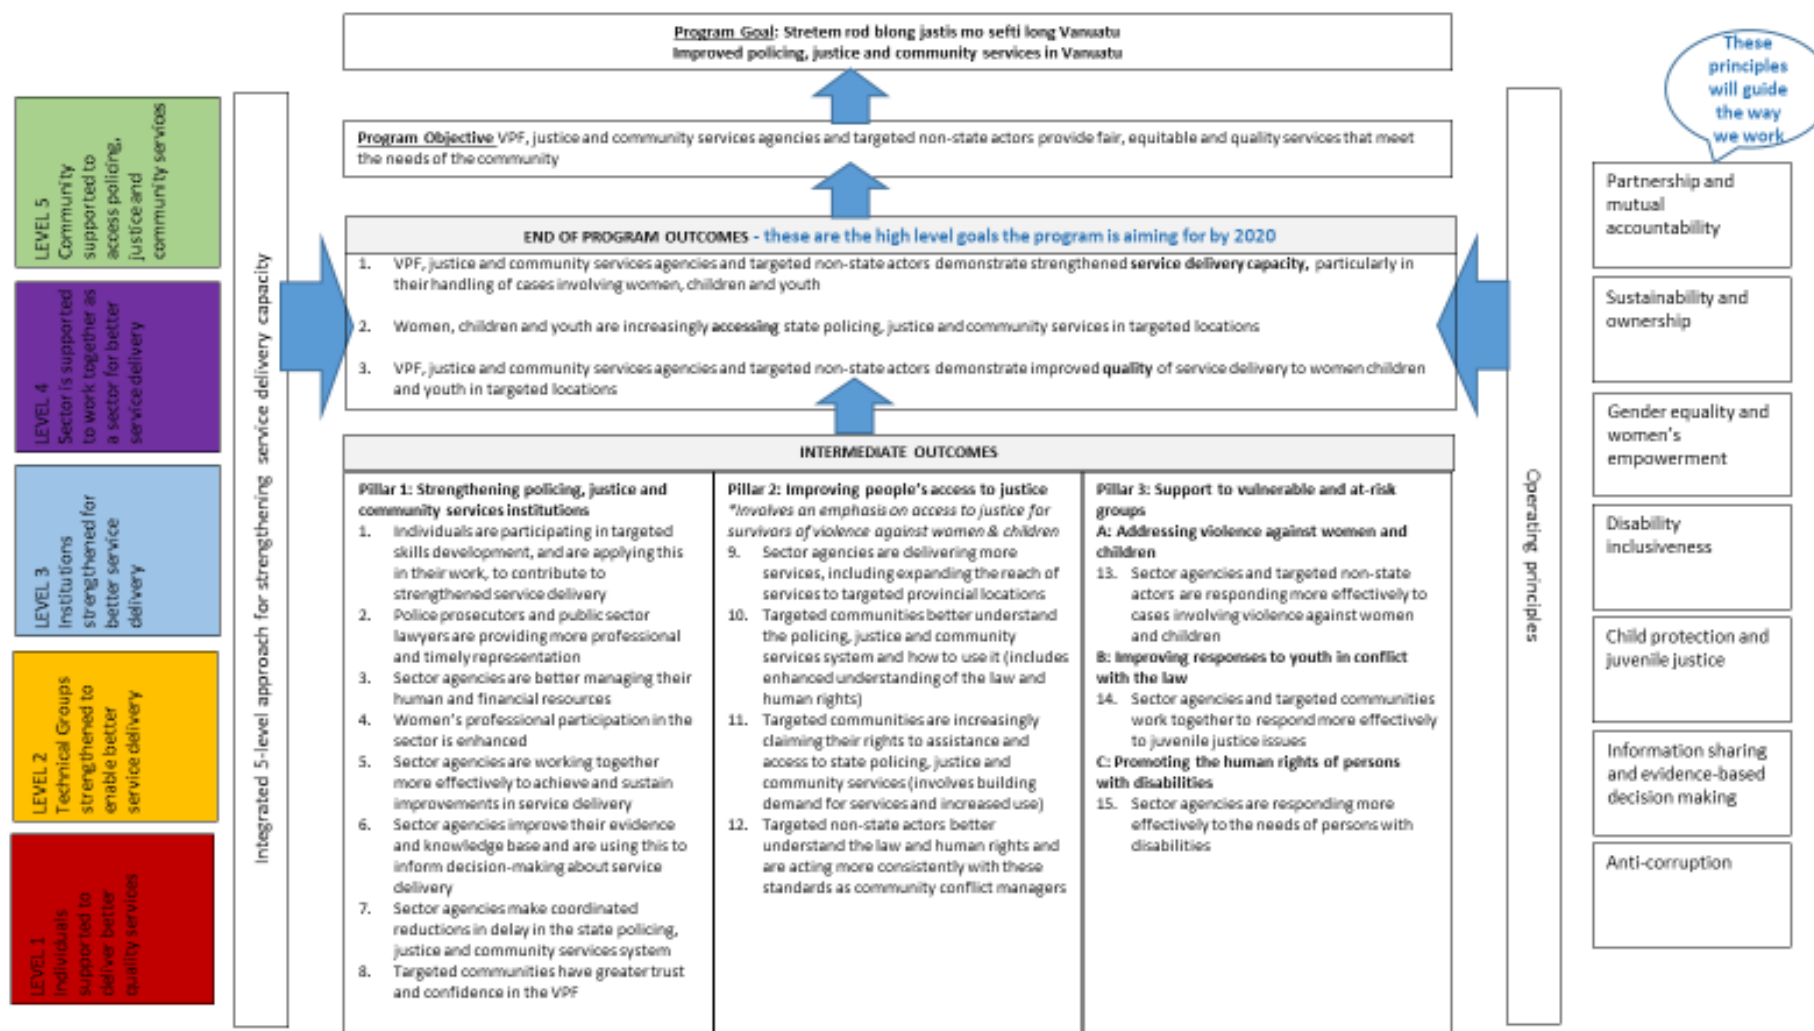 Program Goal: Stretem rod blong jastis mo sefti long Vanuatu
Improved policing, justice and community services in Vanuatu
Program Objective VPF, justice and community services agencies and targeted non-state actors provide fair, equitable and quality services that meet
the needs of the community
END OF PROGRAM OUTCOMES - these are the high level goals the program is aiming for by 2020
1. VPF, justice and community services agencies and targeted non-state actors demonstrate strengthened service delivery capacity, particularly in
their handling of cases involving women, children and youth
2. Women, children and youth are increasingly accessing state policing, justice and community services in targeted locations
3. VPF, justice and community services agencies and targeted non-state actors demonstrate improved quality of service delivery to women children
and youth in targeted locations
INTERMEDIATE OUTCOMES
Pillar 1: Strengthening policing, justice and
community services institutions
1. Individuals are participating in targeted
skills development, and are applying this
in their work, to contribute to
strengthened service delivery
2. Police prosecutors and public sector
lawyers are providing more professional
and timely representation
3. Sector agencies are better managing their
human and financial resources
4. Women's professional participation in the
sector is enhanced
5. Sector agencies are working together
more effectively to achieve and sustain
improvements in service delivery
6. Sector agencies improve their evidence
and knowledge base and are using this to
inform decision-making about service
delivery
7. Sector agencies make coordinated
reductions in delay in the state policing,
justice and community services system
8. Targeted communities have greater trust
and confidence in the VPF
Pillar 2: Improving people's access to justice
*Involves an emphasis on access to justice for
survivors of violence against women & children
9. Sector agencies are delivering more
services, including expanding the reach of
services to targeted provincial locations
10. Targeted communities better understand
the policing, justice and community
services system and how to use it (includes
enhanced understanding of the law and
human rights)
11. Targeted communities are increasingly
claiming their rights to assistance and
access to state policing, justice and
community services (involves building
demand for services and increased use)
12. Targeted non-state actors better
understand the law and human rights and
are acting more consistently with these
standards as community conflict managers
Pillar 3: Support to vulnerable and at-risk
groups
A: Addressing violence against women and
children
13. Sector agencies and targeted non-state
actors are responding more effectively to
cases involving violence against women
and children
B: Improving responses to youth in conflict
with the law
14. Sector agencies and targeted communities
work together to respond more effectively
to juvenile justice issues
C: Promoting the human rights of persons
with disabilities
15. Sector agencies are responding more
effectively to the needs of persons with
disabilities
LEVEL 5
Community
supported to
access policing,
justice and
community services
LEVEL 4
Sector is supported
to work together as
a sector for better
service delivery
LEVEL 3
Institutions
strengthened for
better service
delivery
LEVEL 2
Technical Groups
strengthened to
enable better
service delivery
LEVEL 1
Individuals
supported to
deliver better
quality services
Integrated 5-level approach for strengthening service delivery capacity
Operating principles
These
principles
will guide
the way
we work
Partnership and
mutual
accountability
Sustainability and
ownership
Gender equality and
women's
empowerment
Disability
inclusiveness
Child protection and
juvenile justice
Information sharing
and evidence-based
decision making
Anti-corruption